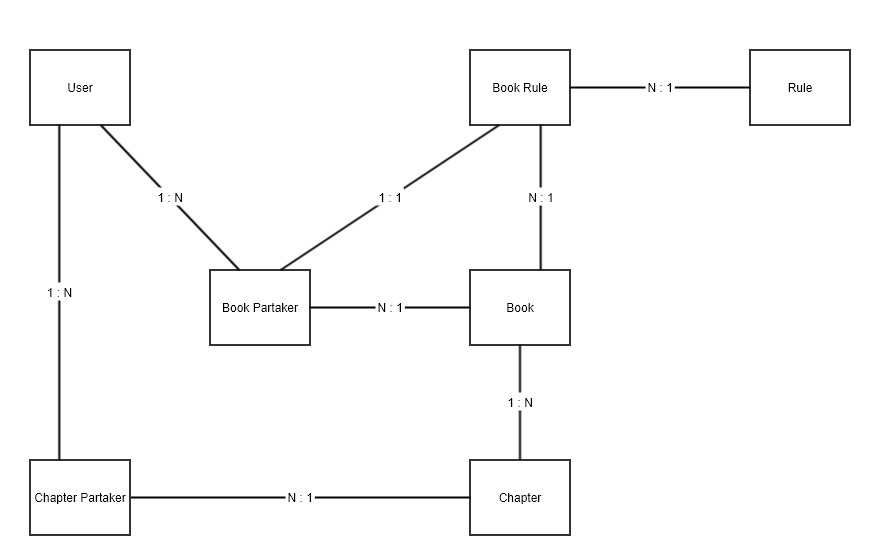 User
Book Rule
N : 1
Rule
1 : N
1 : 1
N : 1
1 : N
Book Partaker
N : 1
Book
1 : N
Chapter Partaker
N : 1
Chapter